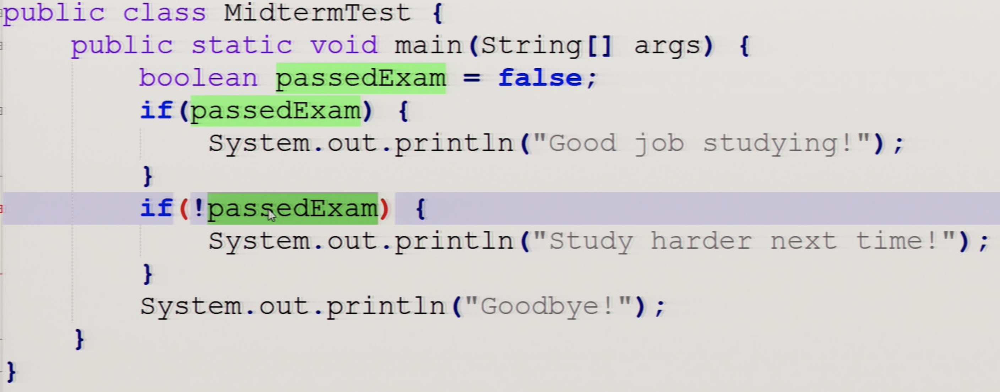 public class MidtermTest {
    public static void main(String[] args) {
        boolean passedExam = false;
        if(passedExam) {
            System.out.println("Good job studying!");
        }
        if(!passedExam) {
            System.out.println("Study harder next time!");
        }
        System.out.println("Goodbye!");
    }
}